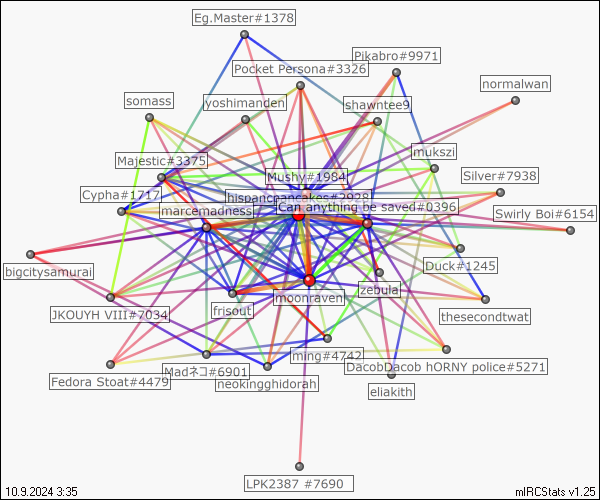 Eg.Master#1378
Pikabro#9971
Pocket Persona#3326
normalwan
somass
yoshimanden
shawntee9
mukszi
Majestic#3375
Mushy#1984
Silver#7938
Cypha#1717
hispancpancakes#2928
Can anything be saved#0396
marcemadness
Swirly Boi#6154
bigcitysamurai
Duck#1245
zebula
moonraven
frisout
JKOUYH VIII#7034
thesecondtwat
ming#4742
DacobDacob hORNY police#5271
Madネコ#6901
Fedora Stoat#4479
neokingghidorah
eliakith
LPK2387 #7690
10.9.2024 3:35
mIRCStats v1.25